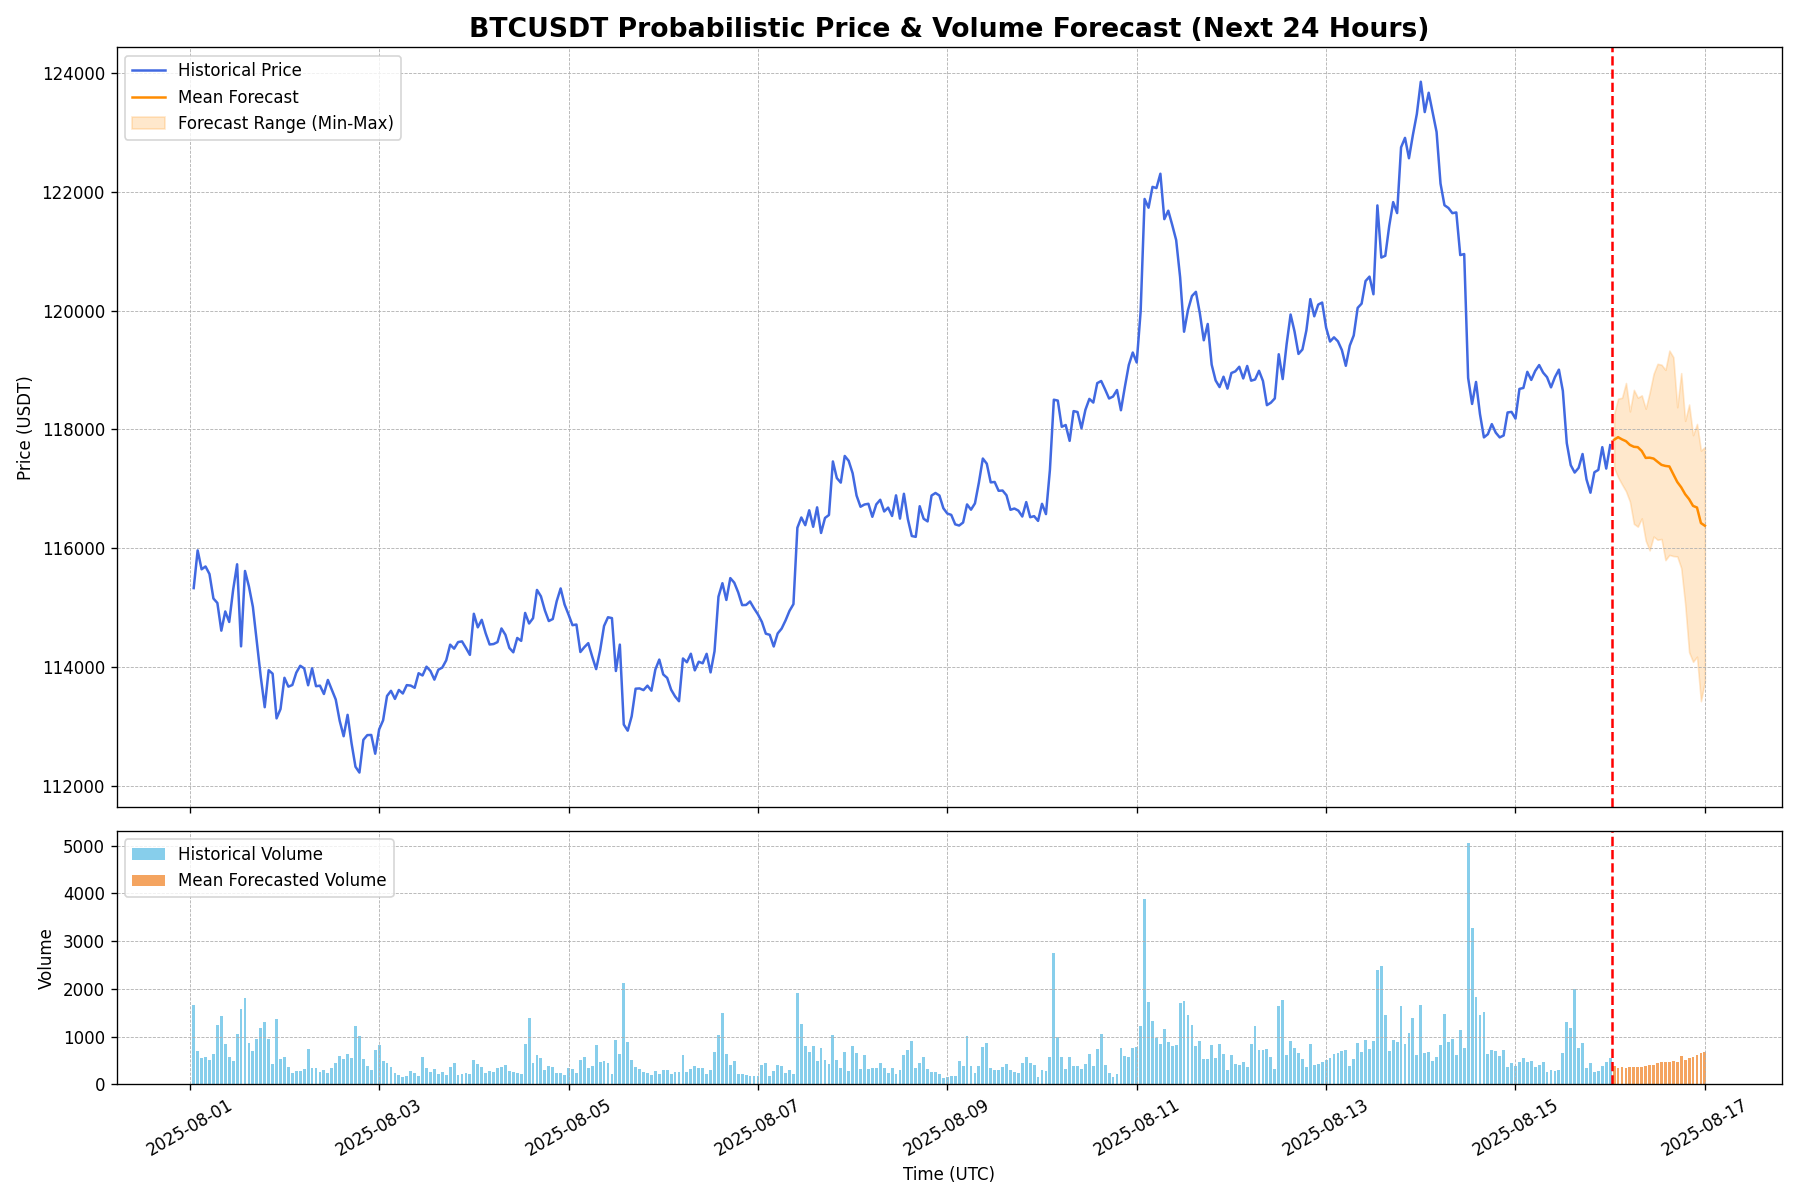 BTCUSDT Probabilistic Price & Volume Forecast (Next 24 Hours)
Historical Price
Mean Forecast
Forecast Range (Min-Max)
Price (USDT)
124000
122000
120000
118000
116000
114000
112000
Historical Volume
Mean Forecasted Volume
Volume
5000
4000
3000
2000
1000
0
2025-08-01
2025-08-03
2025-08-05
2025-08-07
2025-08-09
2025-08-11
2025-08-13
2025-08-15
2025-08-17
Time (UTC)